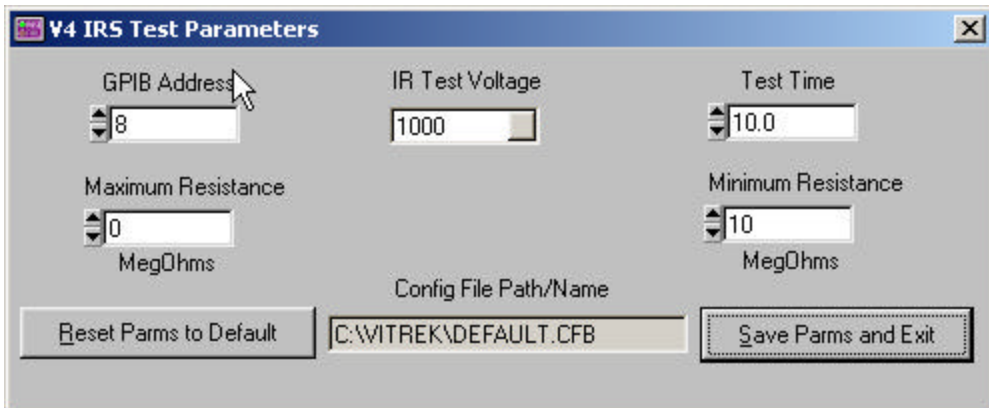 V4 IRS Test Parameters
GPIB Address
IR Test Voltage
Test Time
8
1000
10.0
Maximum Resistance
Minimum Resistance
0
10
MegOhms
MegOhms
Config File Path/Name
Reset Parms to Default
C:\VITREK\DEFAULT.CFB
Save Parms and Exit